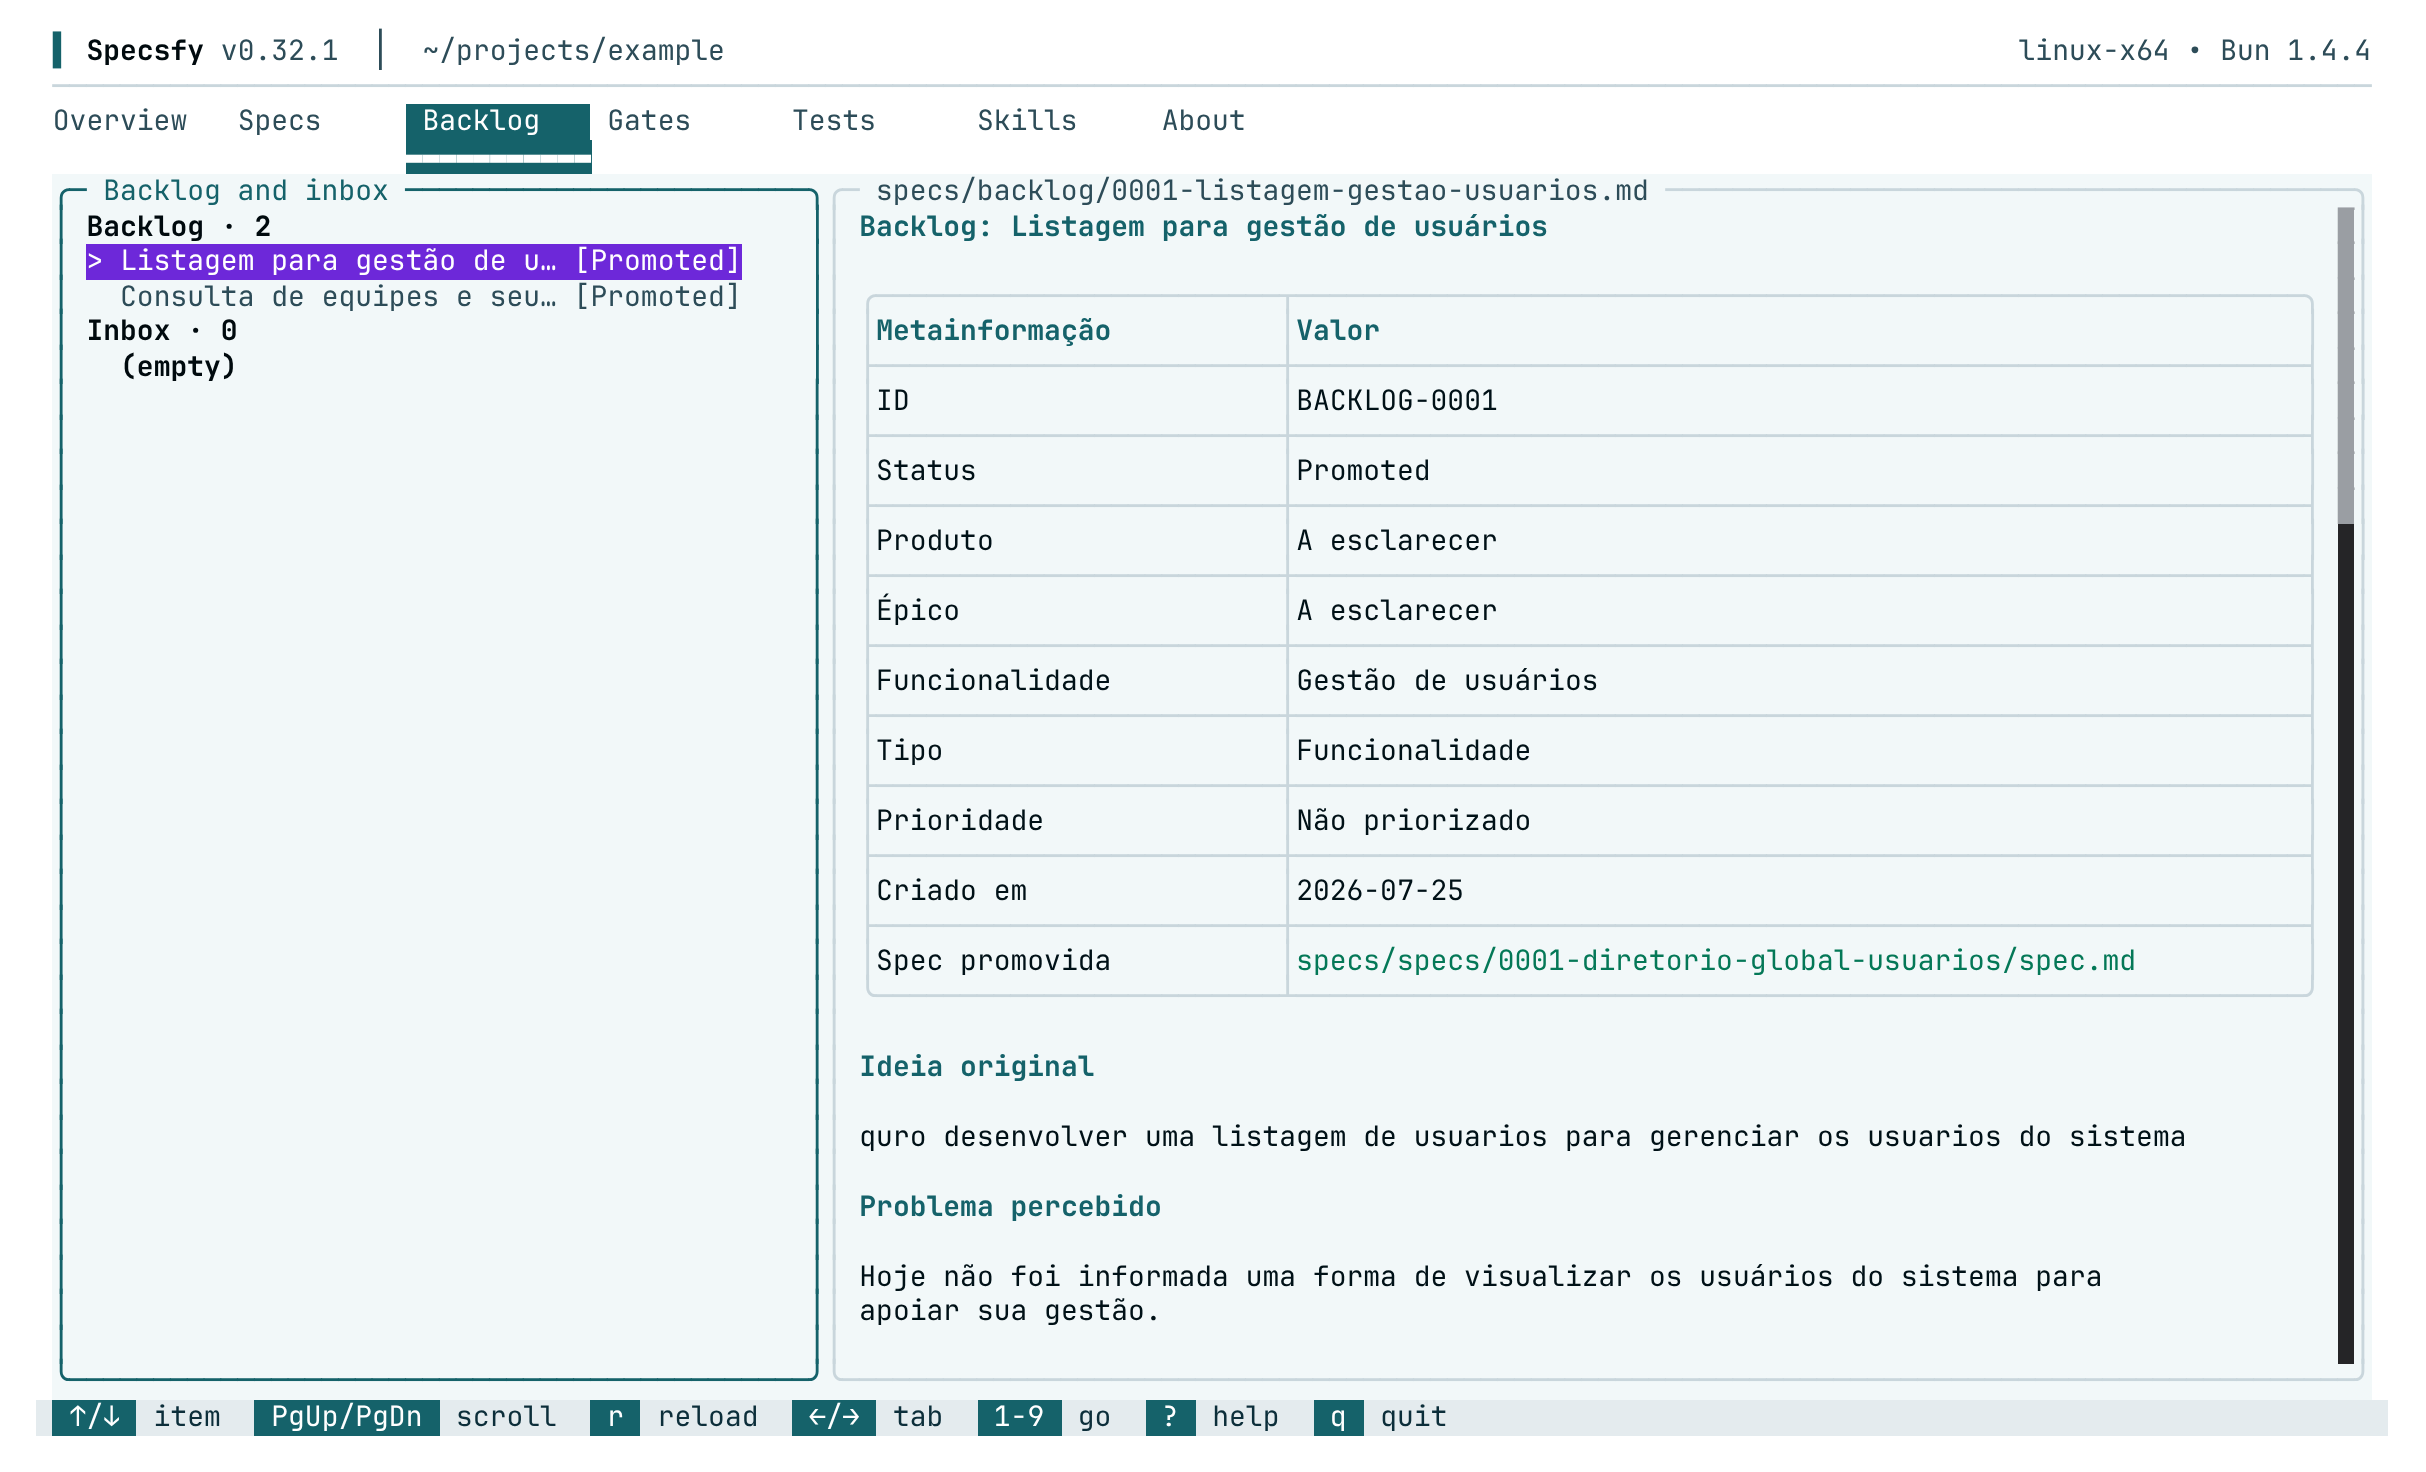 Specsfy v0.32.1 │ ~/projects/example linux-x64 • Bun 1.4.4
Overview Specs Backlog Gates Tests Skills About
Backlog and inbox
Backlog · 2
> Listagem para gestão de u… [Promoted]
Consulta de equipes e seu… [Promoted]
Inbox · 0
(empty)
specs/backlog/0001-listagem-gestao-usuarios.md
Backlog: Listagem para gestão de usuários
Metainformação Valor
ID BACKLOG-0001
Status Promoted
Produto A esclarecer
Épico A esclarecer
Funcionalidade Gestão de usuários
Tipo Funcionalidade
Prioridade Não priorizado
Criado em 2026-07-25
Spec promovida specs/specs/0001-diretorio-global-usuarios/spec.md
Ideia original
quro desenvolver uma listagem de usuarios para gerenciar os usuarios do sistema
Problema percebido
Hoje não foi informada uma forma de visualizar os usuários do sistema para
apoiar sua gestão.
↑/↓ item PgUp/PgDn scroll r reload ←/→ tab 1-9 go ? help q quit